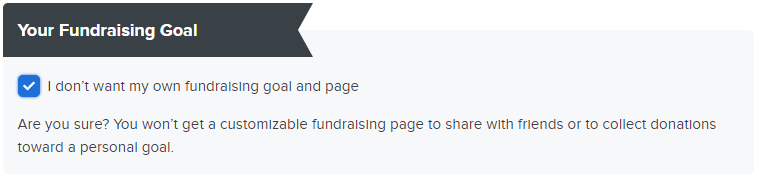 Your Fundraising Goal
I don’t want my own fundraising goal and page
Are you sure? You won’t get a customizable fundraising page to share with friends or to collect donations
toward a personal goal.